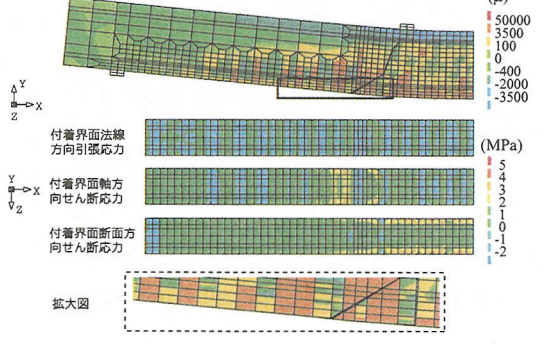 (μ)
50000
3500
100
0
-400
-2000
-3500
Y
X
Z
付着界面法線
方向引張応力
(MPa)
5
4
3
2
1
0
-1
-2
付着界面軸方
向せん断応力
Y
X
Z
付着界面断面方
向せん断応力
拡大図